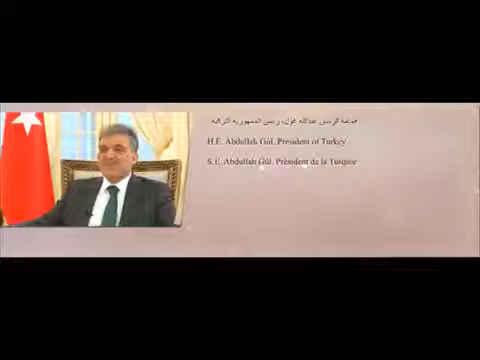 فخامة الرئيس عبدالله غول، رئيس الجمهورية التركية
H.E. Abdullah Gül, President of Turkey
S.E. Abdullah Gül, Président de la Turquie